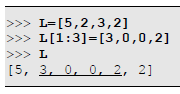 >>> L=[5,2,3,2]
>>> L[1:3]=[3,0,0,2]
>>> L
[5, 3, 0, 0, 2, 2]